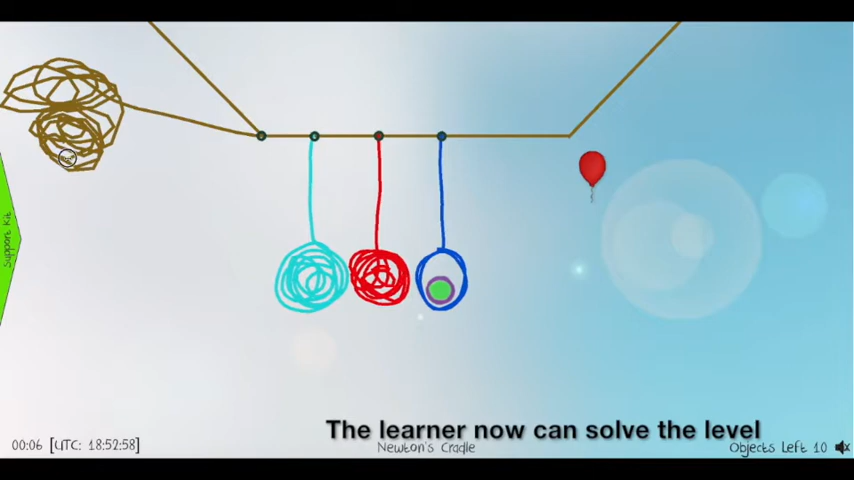 Support Kit
The learner now can solve the level
00:06 [UTC: 18:52:58]
Newton's Cradle
Objects Left 10